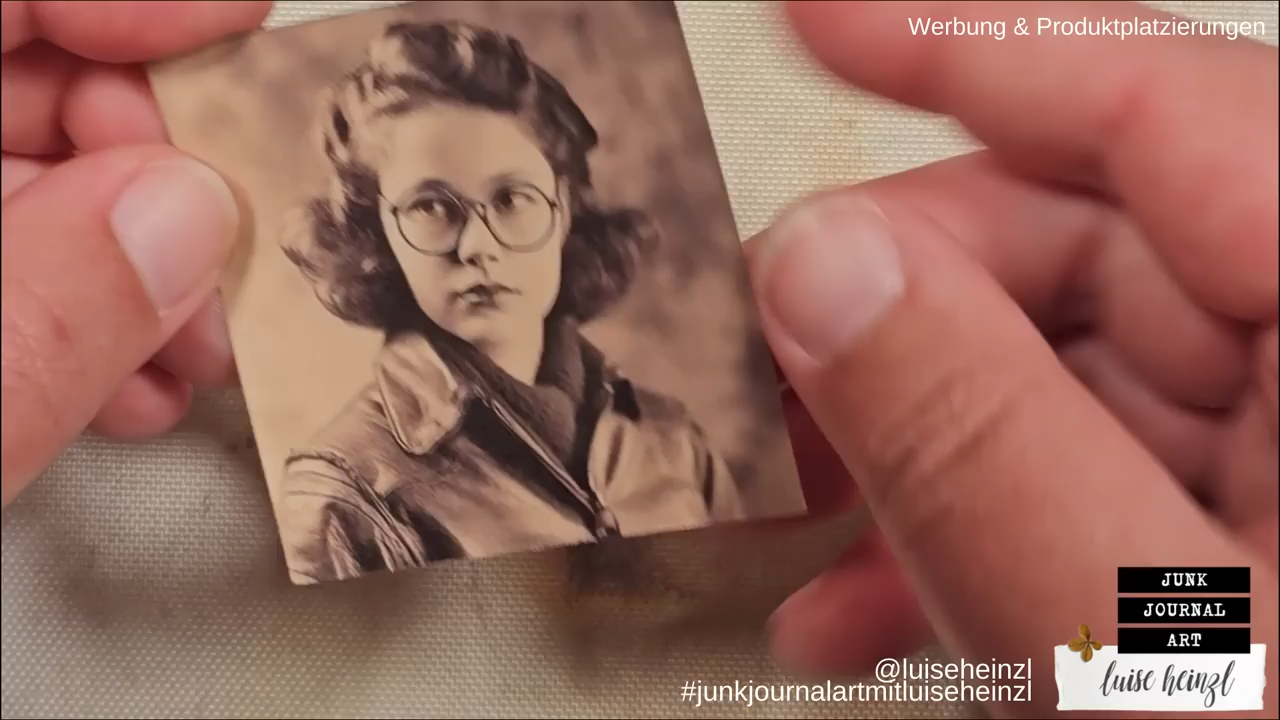 Werbung & Produktplatzierungen
JUNK
JOURNAL
ART
luise heinzl
@luiseheinzl
#junkjournalartmitluiseheinzl